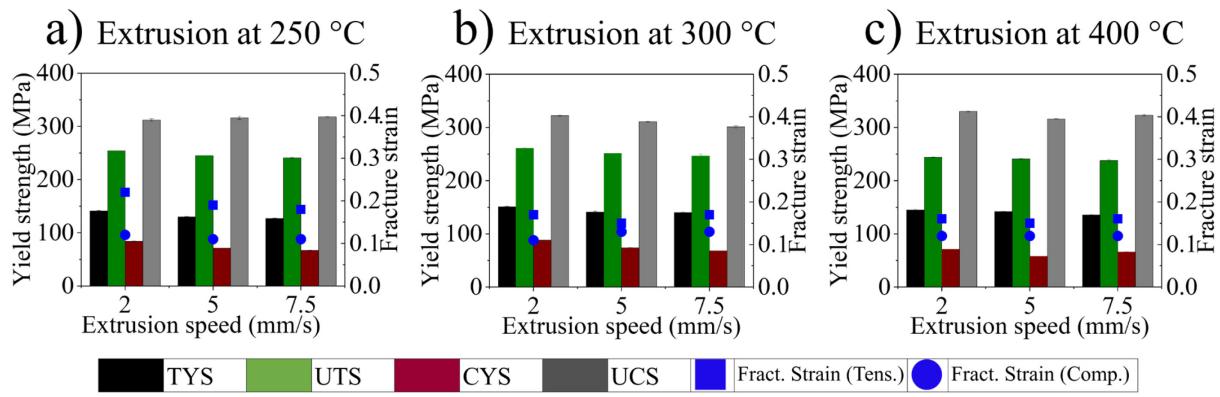 a) Extrusion at 250 °C
400
300
200
100
0
Yield strength (MPa)
0.5
0.4
0.3
0.2
0.1
0.0
Fracture strain
2 5 7.5
Extrusion speed (mm/s)
b) Extrusion at 300 °C
400
300
200
100
0
Yield strength (MPa)
0.5
0.4
0.3
0.2
0.1
0.0
Fracture strain
2 5 7.5
Extrusion speed (mm/s)
c) Extrusion at 400 °C
400
300
200
100
0
Yield strength (MPa)
0.5
0.4
0.3
0.2
0.1
0.0
Fracture strain
2 5 7.5
Extrusion speed (mm/s)
TYS UTS CYS UCS Fract. Strain (Tens.) Fract. Strain (Comp.)